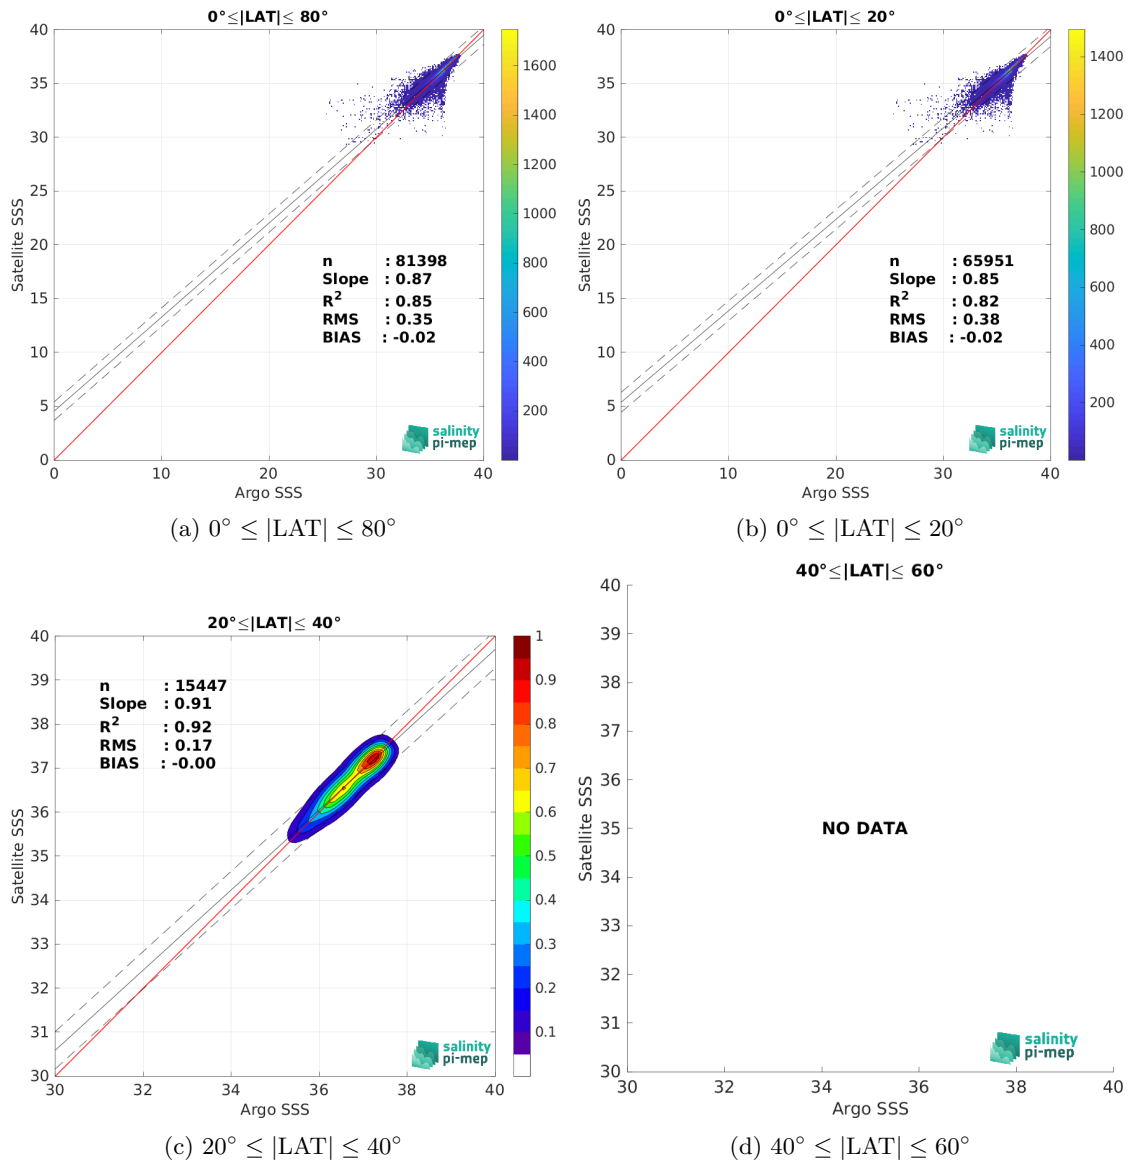 0°≤|LAT|≤ 80°
40
35
30
25
20
15
10
5
0
Satellite SSS
n : 81398
Slope : 0.87
R² : 0.85
RMS : 0.35
BIAS : -0.02
salinity
pi-mep
0 10 20 30 40
Argo SSS
1600
1400
1200
1000
800
600
400
200
(a) 0° ≤ |LAT| ≤ 80°
0°≤|LAT|≤ 20°
40
35
30
25
20
15
10
5
0
Satellite SSS
n : 65951
Slope : 0.85
R² : 0.82
RMS : 0.38
BIAS : -0.02
salinity
pi-mep
0 10 20 30 40
Argo SSS
1400
1200
1000
800
600
400
200
(b) 0° ≤ |LAT| ≤ 20°
20°≤|LAT|≤ 40°
40
39
38
37
36
35
34
33
32
31
30
Satellite SSS
n : 15447
Slope : 0.91
R² : 0.92
RMS : 0.17
BIAS : -0.00
salinity
pi-mep
30 32 34 36 38 40
Argo SSS
1
0.9
0.8
0.7
0.6
0.5
0.4
0.3
0.2
0.1
(c) 20° ≤ |LAT| ≤ 40°
40°≤|LAT|≤ 60°
40
39
38
37
36
35
34
33
32
31
30
Satellite SSS
NO DATA
salinity
pi-mep
30 32 34 36 38 40
Argo SSS
(d) 40° ≤ |LAT| ≤ 60°